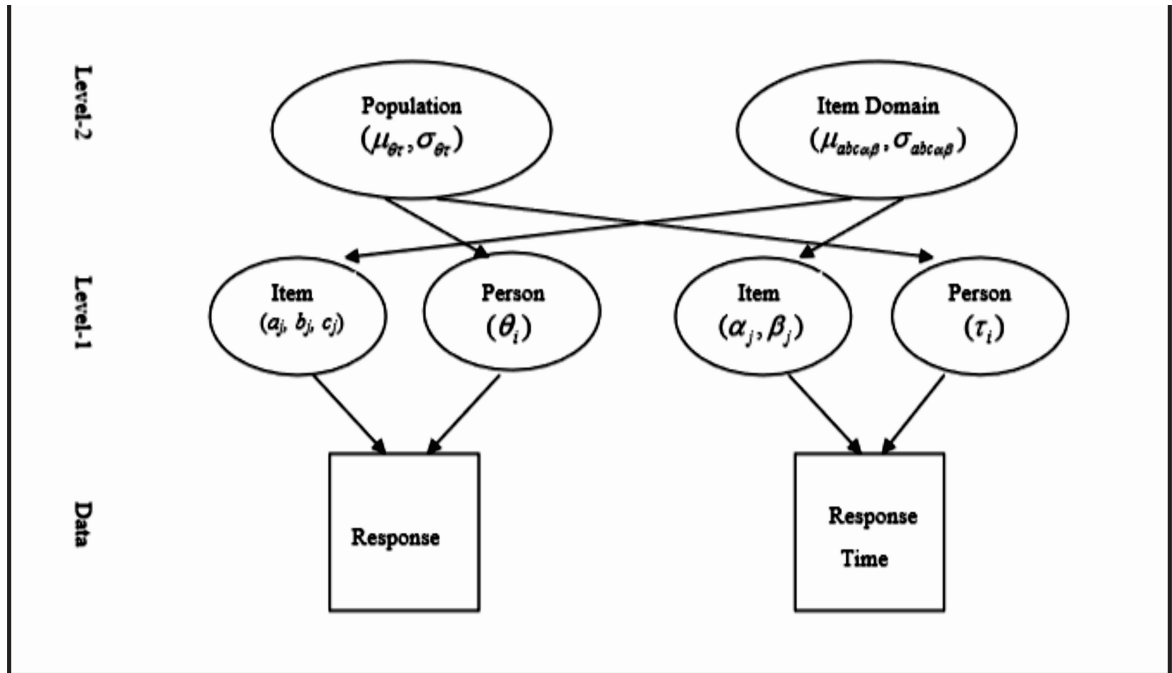 Level-2
Population
(μθτ, σθτ)
Item Domain
(μabcαβ, σabcαβ)
Level-1
Item
(aj, bj, cj)
Person
(θi)
Item
(αj, βj)
Person
(τi)
Data
Response
Response
Time